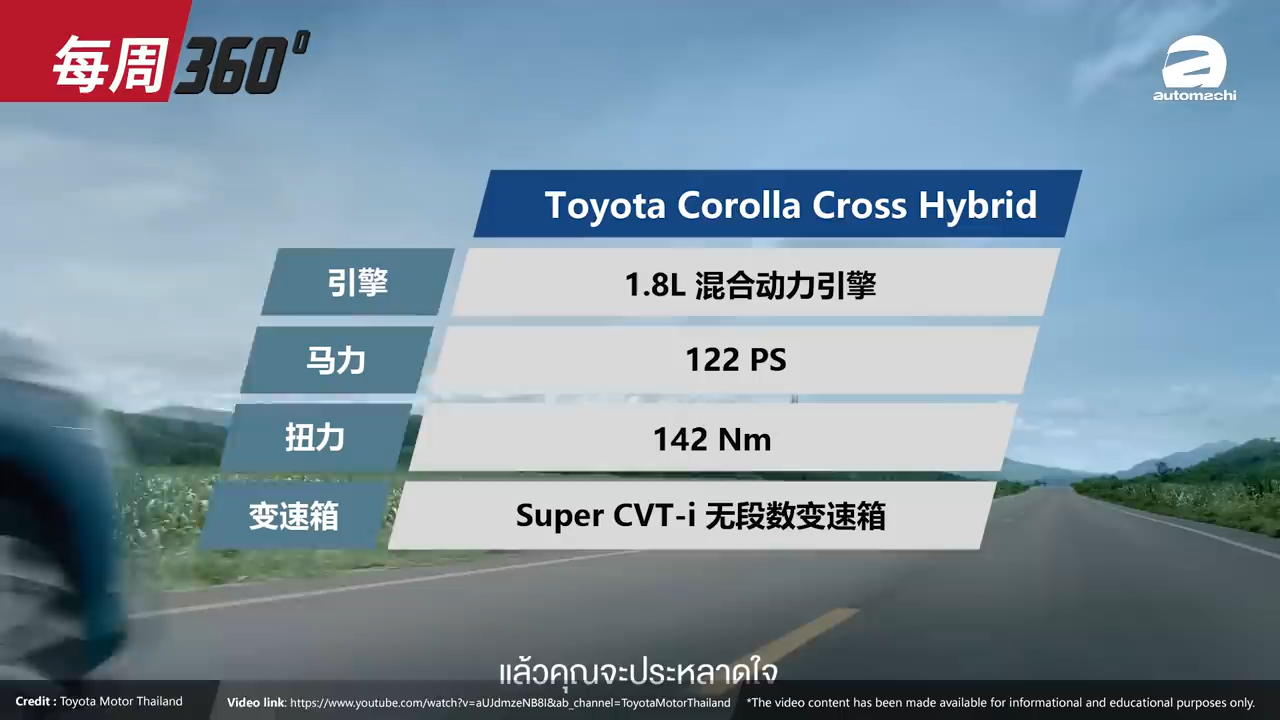 每周360°
automachi
Toyota Corolla Cross Hybrid
引擎 1.8L 混合动力引擎
马力 122 PS
扭力 142 Nm
变速箱 Super CVT-i 无段数变速箱
แล้วคุณจะประหลาดใจ
Credit : Toyota Motor Thailand
Video link: https://www.youtube.com/watch?v=aUJdmzeNB8I&ab_channel=ToyotaMotorThailand
*The video content has been made available for informational and educational purposes only.